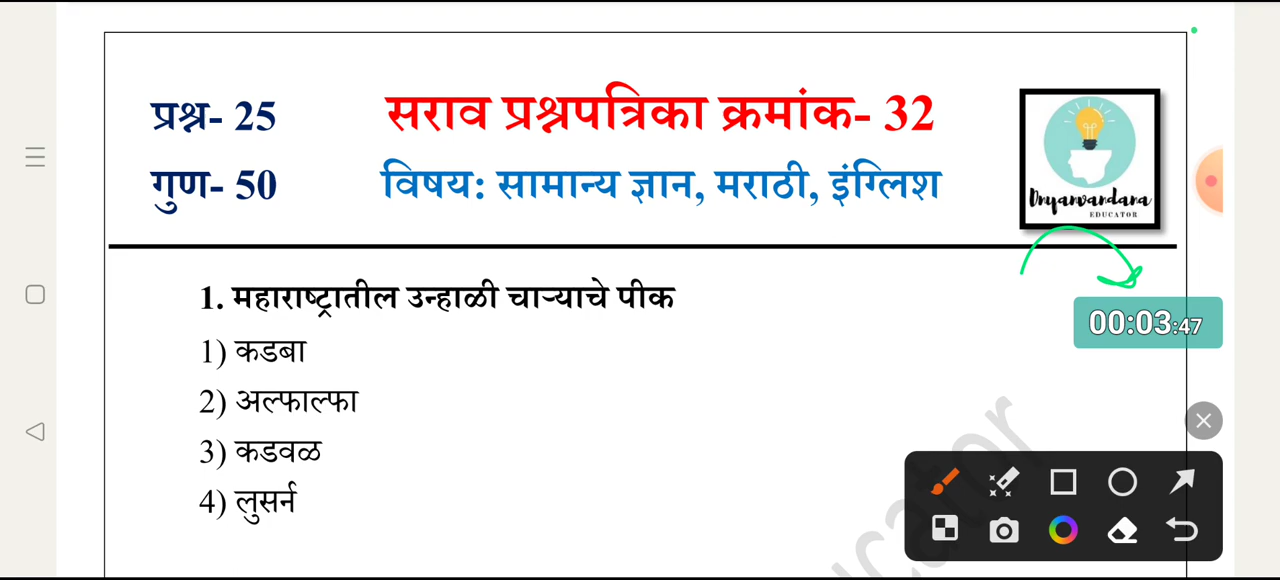 प्रश्न- 25
सराव प्रश्नपत्रिका क्रमांक- 32
गुण- 50
विषय: सामान्य ज्ञान, मराठी, इंग्लिश
Dnyanvandana
EDUCATOR
1. महाराष्ट्रातील उन्हाळी चाऱ्याचे पीक
1) कडबा
2) अल्फाल्फा
3) कडवळ
4) लुसर्न
00:03:47